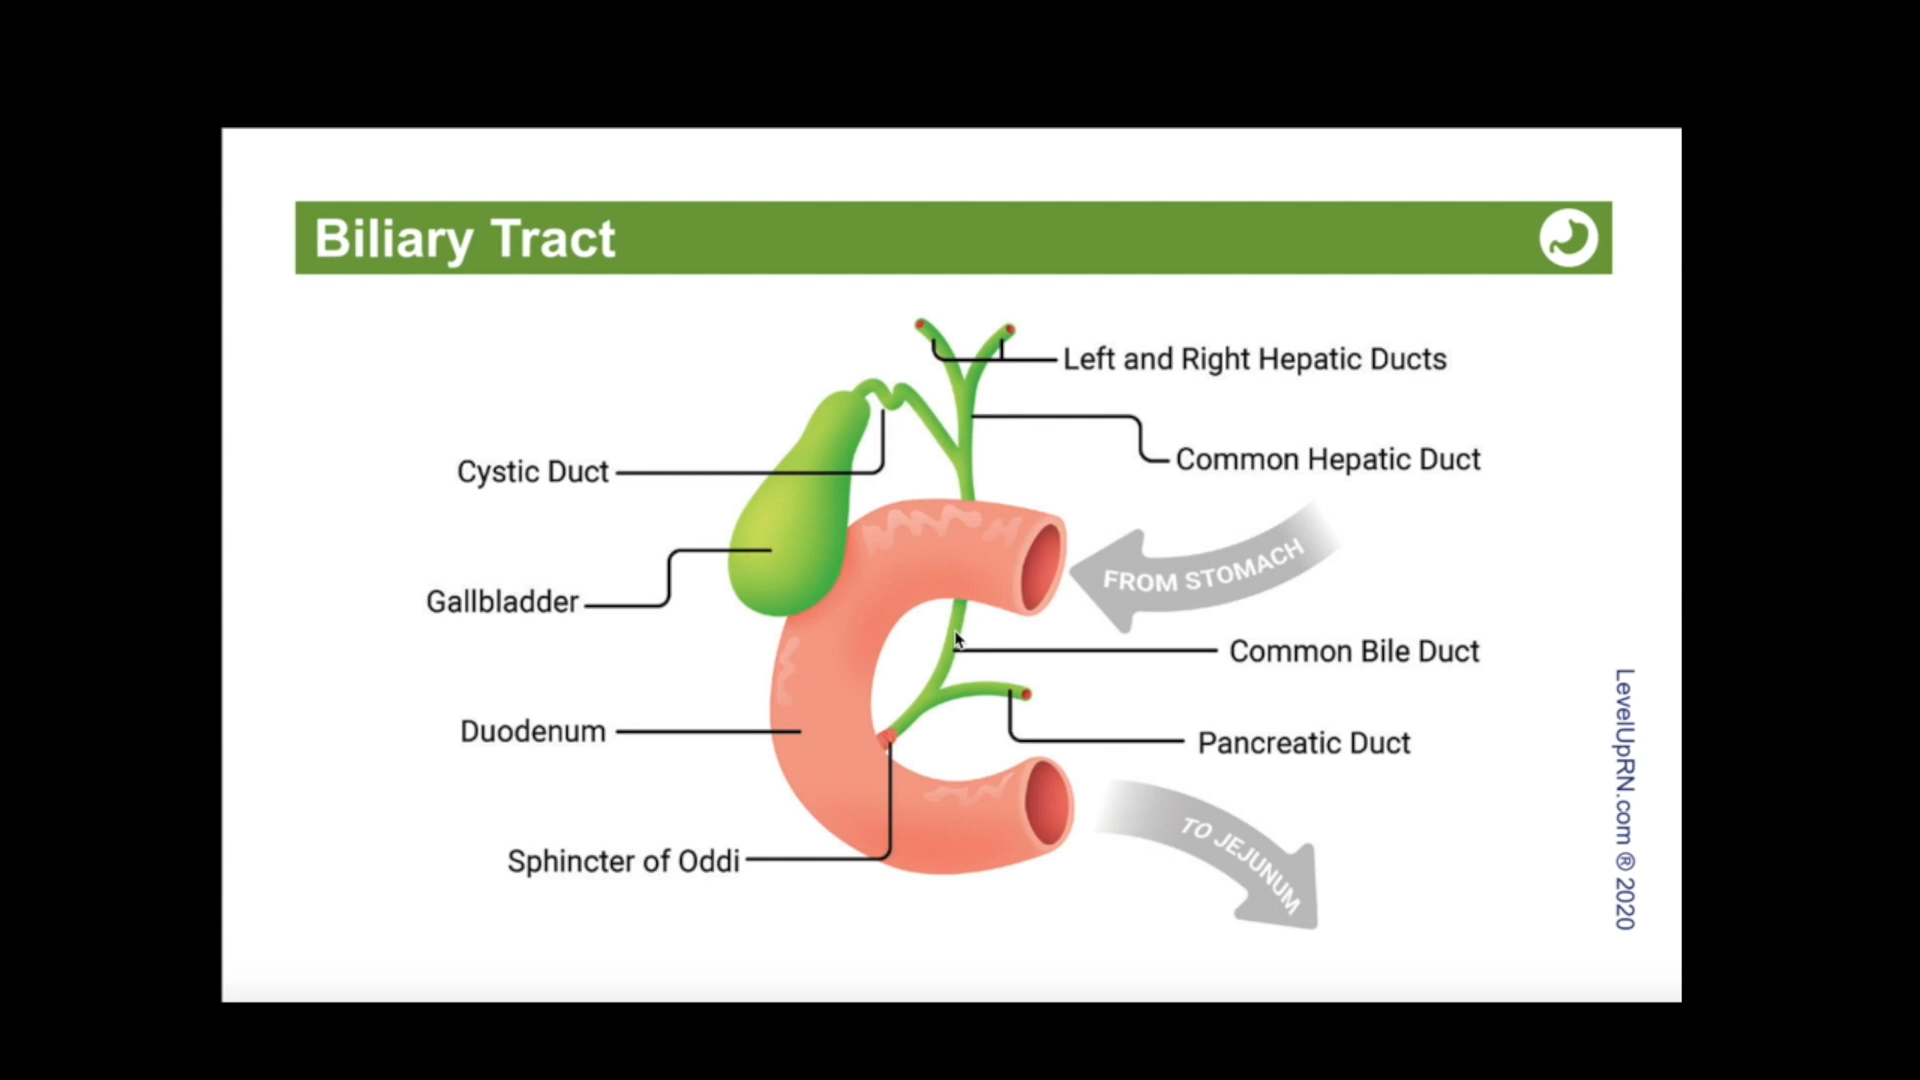 Biliary Tract
Left and Right Hepatic Ducts
Common Hepatic Duct
Cystic Duct
FROM STOMACH
Gallbladder
Common Bile Duct
Duodenum
Pancreatic Duct
TO JEJUNUM
Sphincter of Oddi
LevelUpRN.com ® 2020